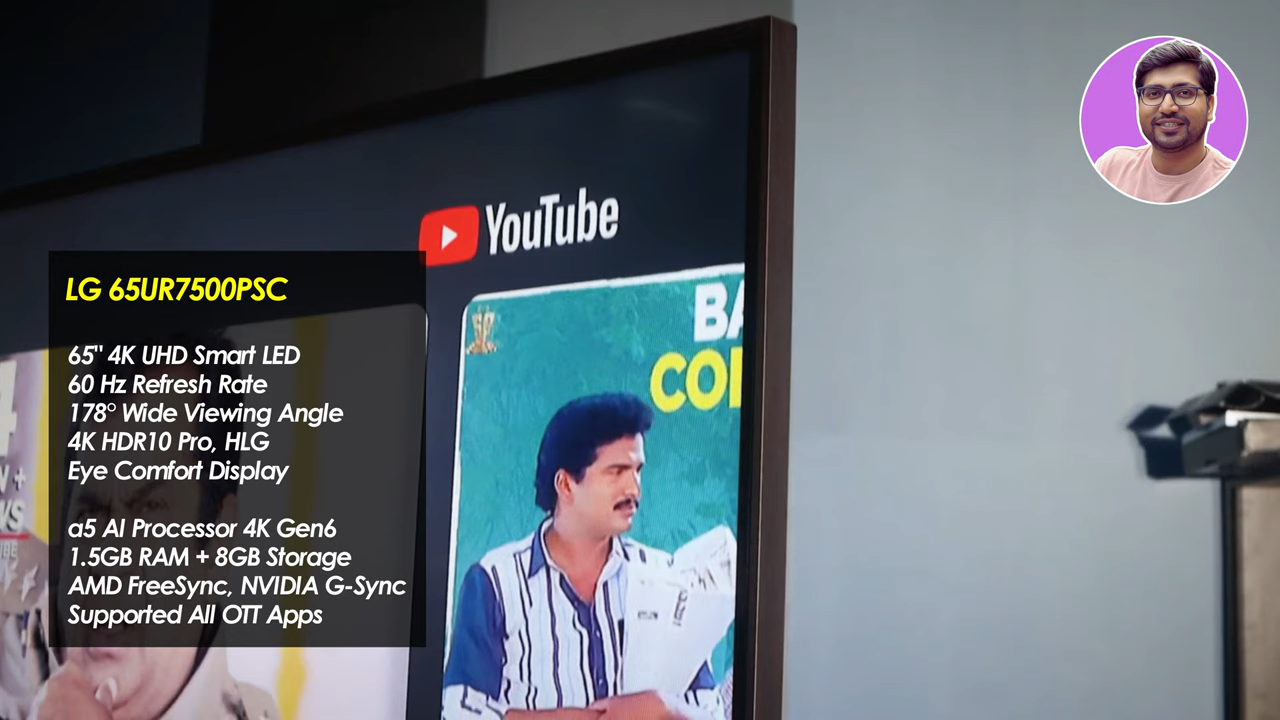 YouTube
BA
COI
LG 65UR7500PSC
65" 4K UHD Smart LED
60 Hz Refresh Rate
178° Wide Viewing Angle
4K HDR10 Pro, HLG
Eye Comfort Display
a5 AI Processor 4K Gen6
1.5GB RAM + 8GB Storage
AMD FreeSync, NVIDIA G-Sync
Supported All OTT Apps